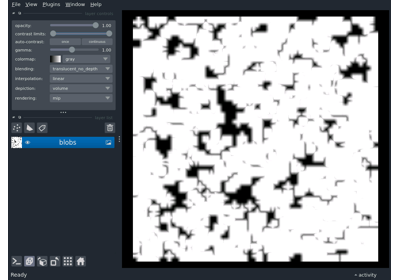 File View Plugins Window Help
opacity: 1.00
contrast limits:
auto-contrast: once continuous
gamma: 1.00
colormap: gray
blending: translucent_no_depth
interpolation: linear
depiction: volume
rendering: mip
blobs
Ready activity